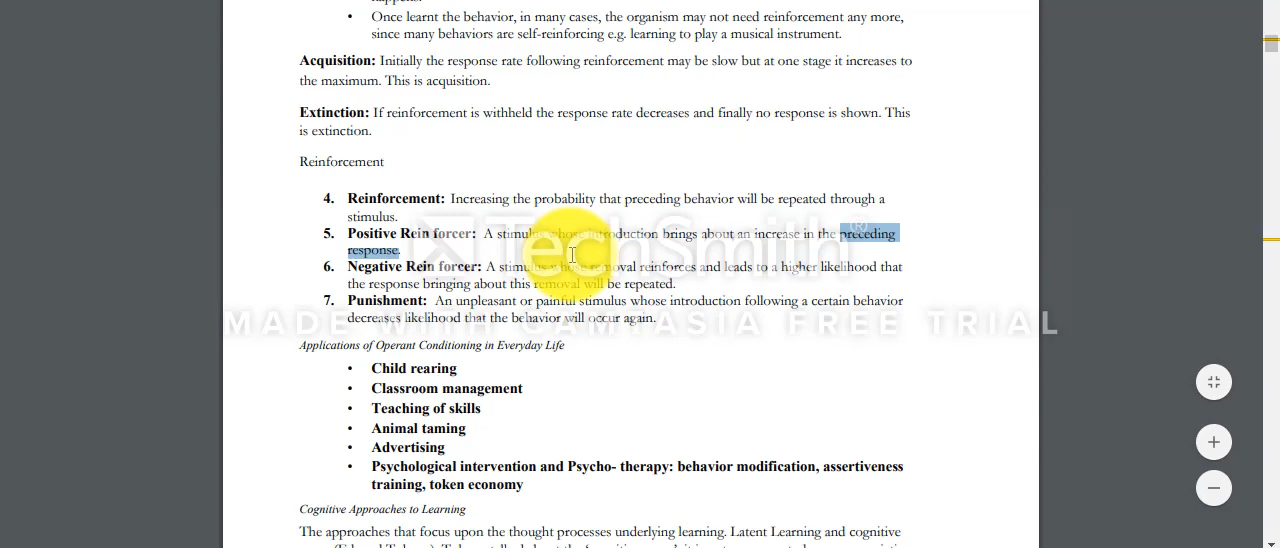 • Once learnt the behavior, in many cases, the organism may not need reinforcement any more,
since many behaviors are self-reinforcing e.g. learning to play a musical instrument.
Acquisition: Initially the response rate following reinforcement may be slow but at one stage it increases to
the maximum. This is acquisition.
Extinction: If reinforcement is withheld the response rate decreases and finally no response is shown. This
is extinction.
Reinforcement
4. Reinforcement: Increasing the probability that preceding behavior will be repeated through a
stimulus.
5. Positive Rein forcer: A stimulus whose introduction brings about an increase in the preceding
response.
6. Negative Rein forcer: A stimulus whose removal reinforces and leads to a higher likelihood that
the response bringing about this removal will be repeated.
7. Punishment: An unpleasant or painful stimulus whose introduction following a certain behavior
decreases likelihood that the behavior will occur again.
TechSmith®
MADE WITH CAMTASIA FREE TRIAL
Applications of Operant Conditioning in Everyday Life
• Child rearing
• Classroom management
• Teaching of skills
• Animal taming
• Advertising
• Psychological intervention and Psycho- therapy: behavior modification, assertiveness
training, token economy
Cognitive Approaches to Learning
The approaches that focus upon the thought processes underlying learning. Latent Learning and cognitive